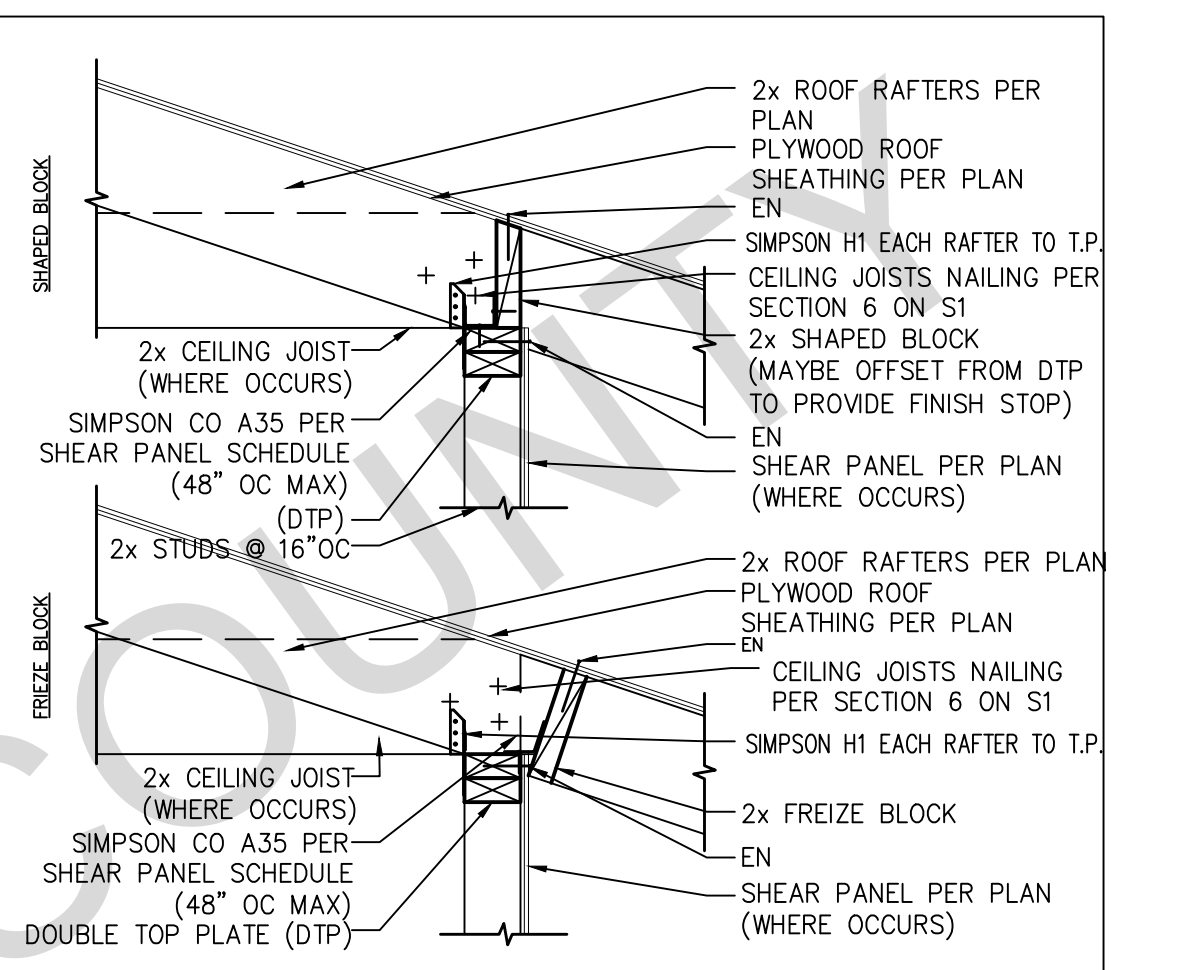 SHAPED BLOCK
2x ROOF RAFTERS PER
PLAN
PLYWOOD ROOF
SHEATHING PER PLAN
EN
SIMPSON H1 EACH RAFTER TO T.P.
CEILING JOISTS NAILING PER
SECTION 6 ON S1
2x SHAPED BLOCK
(MAYBE OFFSET FROM DTP
TO PROVIDE FINISH STOP)
EN
SHEAR PANEL PER PLAN
(WHERE OCCURS)
2x CEILING JOIST
(WHERE OCCURS)
SIMPSON CO A35 PER
SHEAR PANEL SCHEDULE
(48" OC MAX)
(DTP)
2x STUDS @ 16"OC
FRIEZE BLOCK
2x ROOF RAFTERS PER PLAN
PLYWOOD ROOF
SHEATHING PER PLAN
EN
CEILING JOISTS NAILING
PER SECTION 6 ON S1
SIMPSON H1 EACH RAFTER TO T.P.
2x FREIZE BLOCK
EN
SHEAR PANEL PER PLAN
(WHERE OCCURS)
2x CEILING JOIST
(WHERE OCCURS)
SIMPSON CO A35 PER
SHEAR PANEL SCHEDULE
(48" OC MAX)
DOUBLE TOP PLATE (DTP)
COUNTY